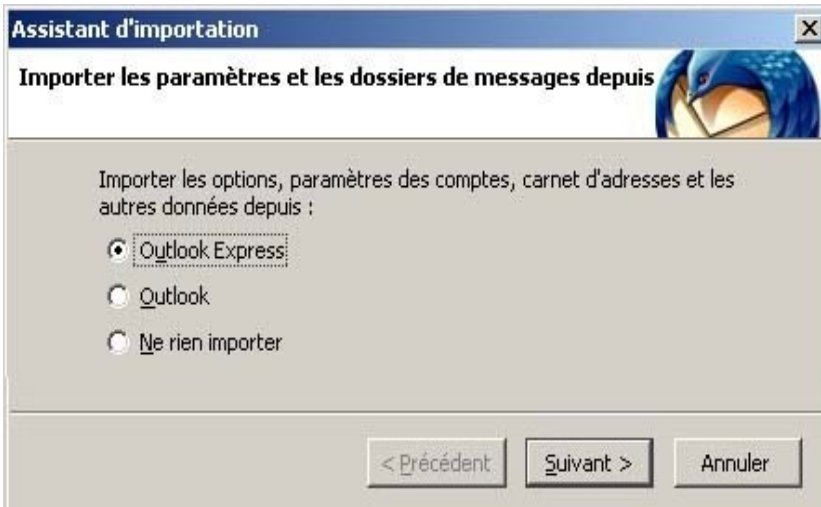 Assistant d'importation
Importer les paramètres et les dossiers de messages depuis
Importer les options, paramètres des comptes, carnet d'adresses et les
autres données depuis :
Outlook Express
Outlook
Ne rien importer
< Précédent Suivant > Annuler